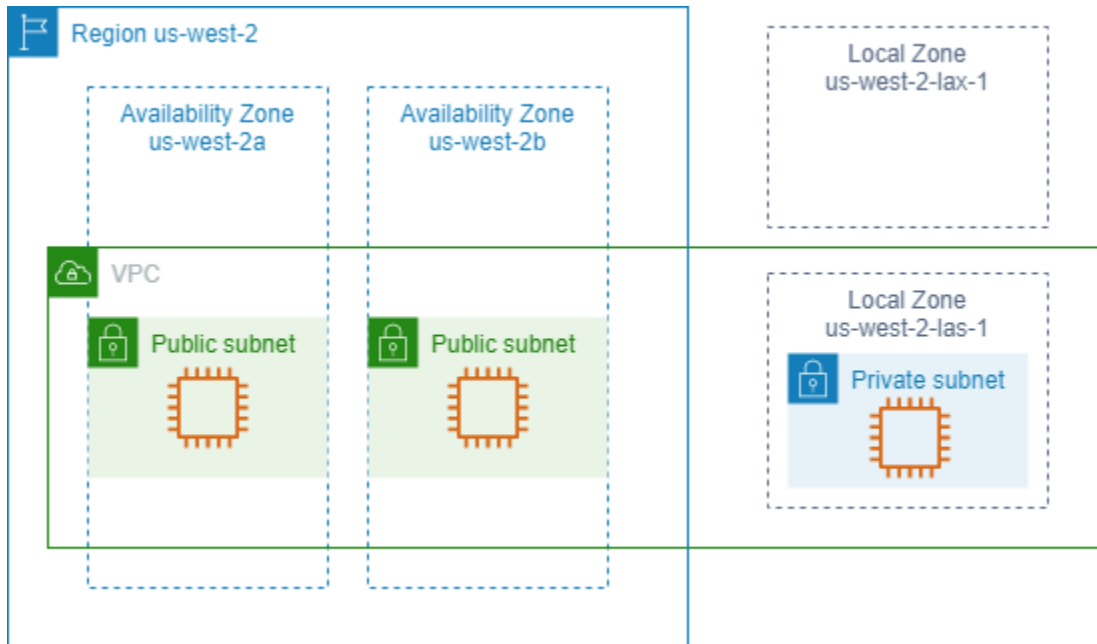 Region us-west-2
Local Zone
us-west-2-lax-1
Availability Zone
us-west-2a
Availability Zone
us-west-2b
VPC
Local Zone
us-west-2-las-1
Public subnet
Public subnet
Private subnet